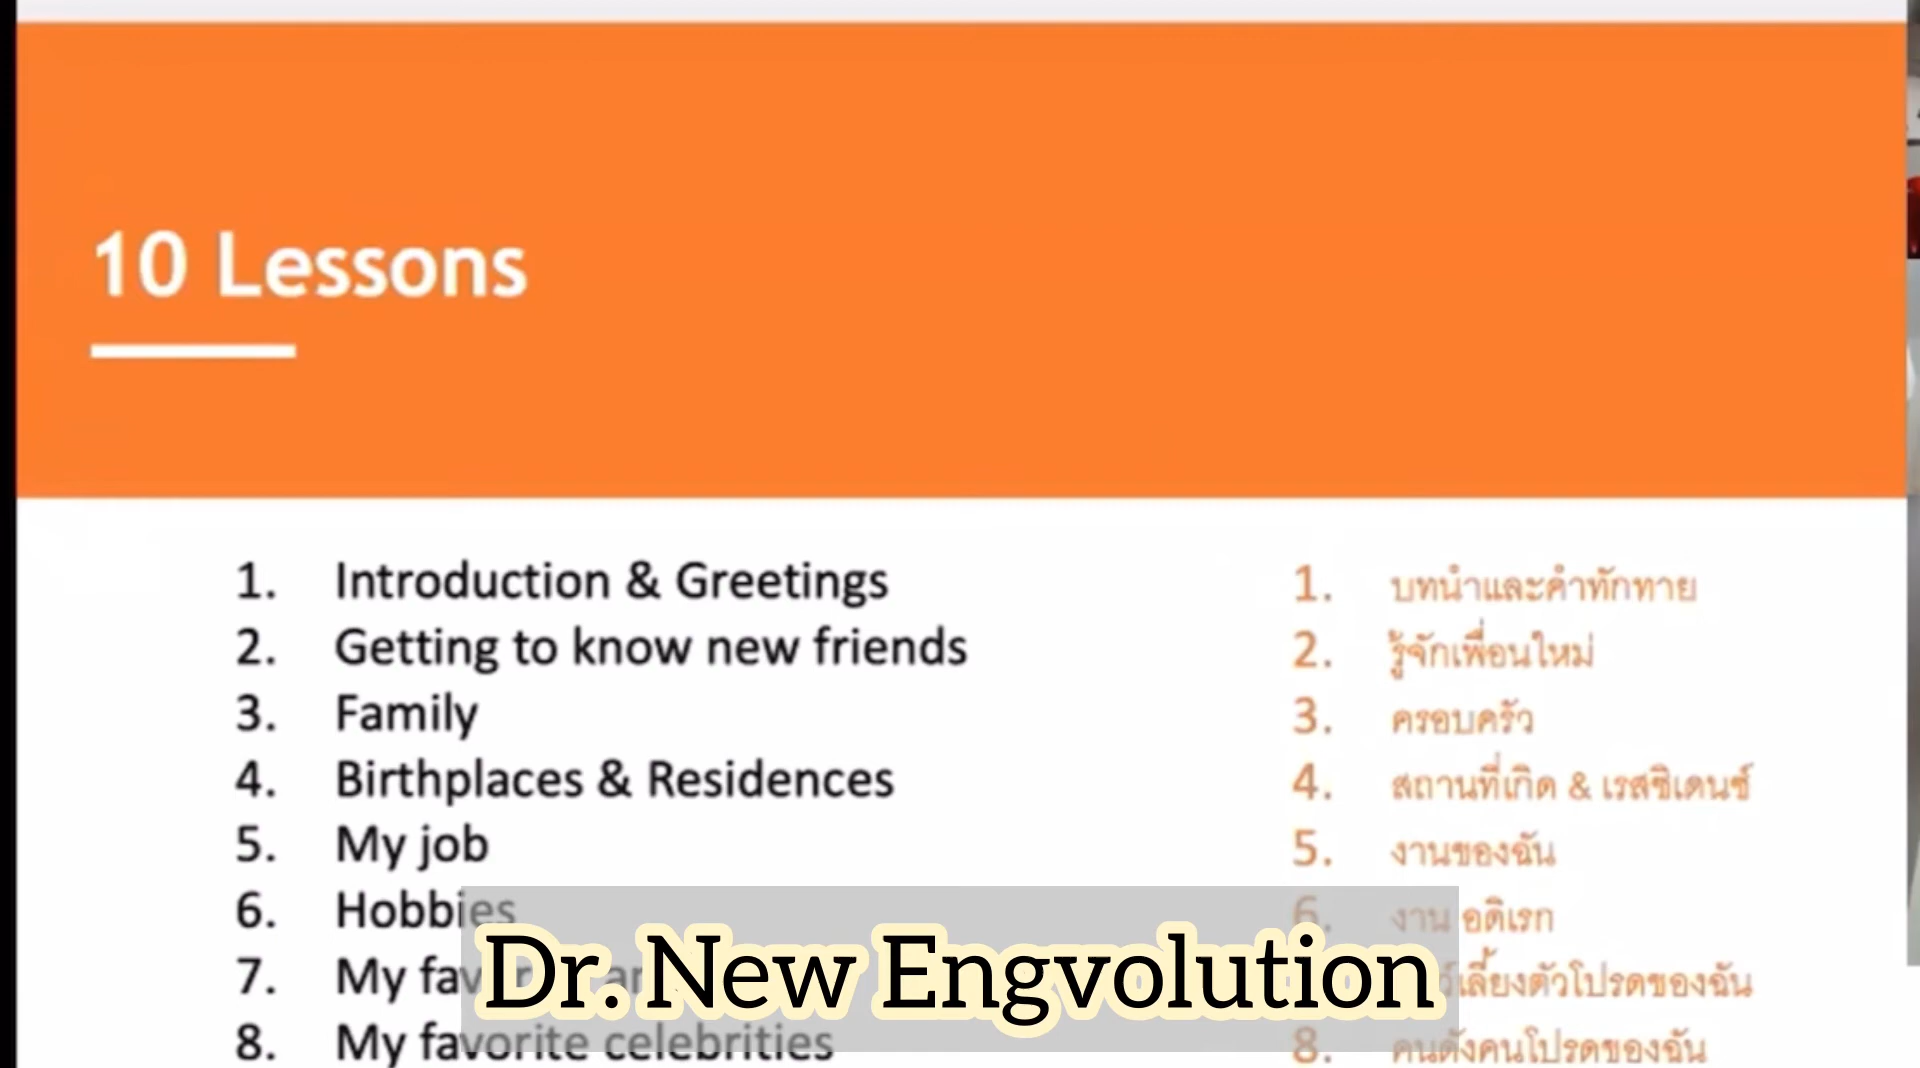 10 Lessons
1. Introduction & Greetings
2. Getting to know new friends
3. Family
4. Birthplaces & Residences
5. My job
6. Hobbies
7. My
8. My favorite celebrities
1. บทนำและคำทักทาย
2. รู้จักเพื่อนใหม่
3. ครอบครัว
4. สถานที่เกิด & เรสซิเดนซ์
5. งานของฉัน
6. งาน อดิเรก
เลี้ยงตัวโปรดของฉัน
8. คนดังคนโปรดของฉัน
Dr. New Engvolution